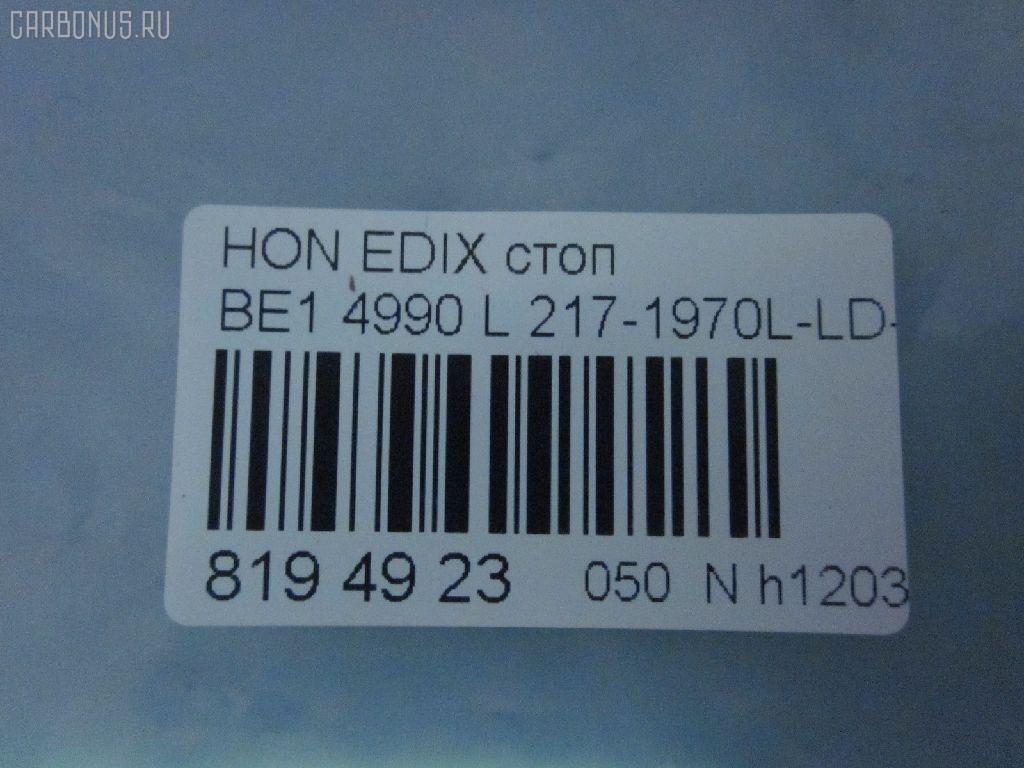 CARBONUS.RU
HON EDIX стоп
BE1 4990 L 217-1970L-LD-
819 49 23 050 N h1203